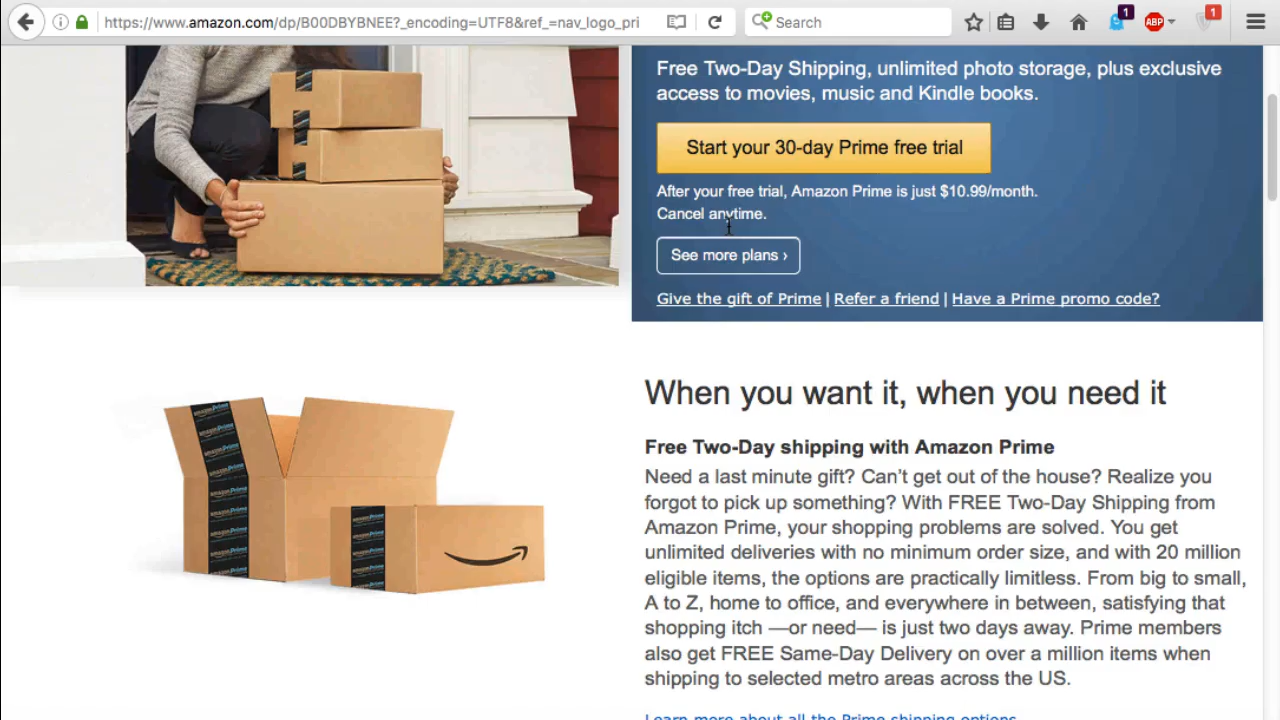 https://www.amazon.com/dp/B00DBYBNEE?_encoding=UTF8&ref_=nav_logo_pri
Search
1
ABP
1
Free Two-Day Shipping, unlimited photo storage, plus exclusive
access to movies, music and Kindle books.
Start your 30-day Prime free trial
After your free trial, Amazon Prime is just $10.99/month.
Cancel anytime.
See more plans ›
Give the gift of Prime | Refer a friend | Have a Prime promo code?
When you want it, when you need it
Free Two-Day shipping with Amazon Prime
Need a last minute gift? Can’t get out of the house? Realize you
forgot to pick up something? With FREE Two-Day Shipping from
Amazon Prime, your shopping problems are solved. You get
unlimited deliveries with no minimum order size, and with 20 million
eligible items, the options are practically limitless. From big to small,
A to Z, home to office, and everywhere in between, satisfying that
shopping itch —or need— is just two days away. Prime members
also get FREE Same-Day Delivery on over a million items when
shipping to selected metro areas across the US.
Learn more about all the Prime shipping options